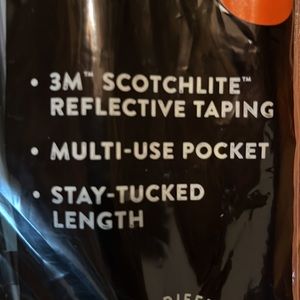 • 3M™ SCOTCHLITE™
REFLECTIVE TAPING
• MULTI-USE POCKET
• STAY-TUCKED
LENGTH